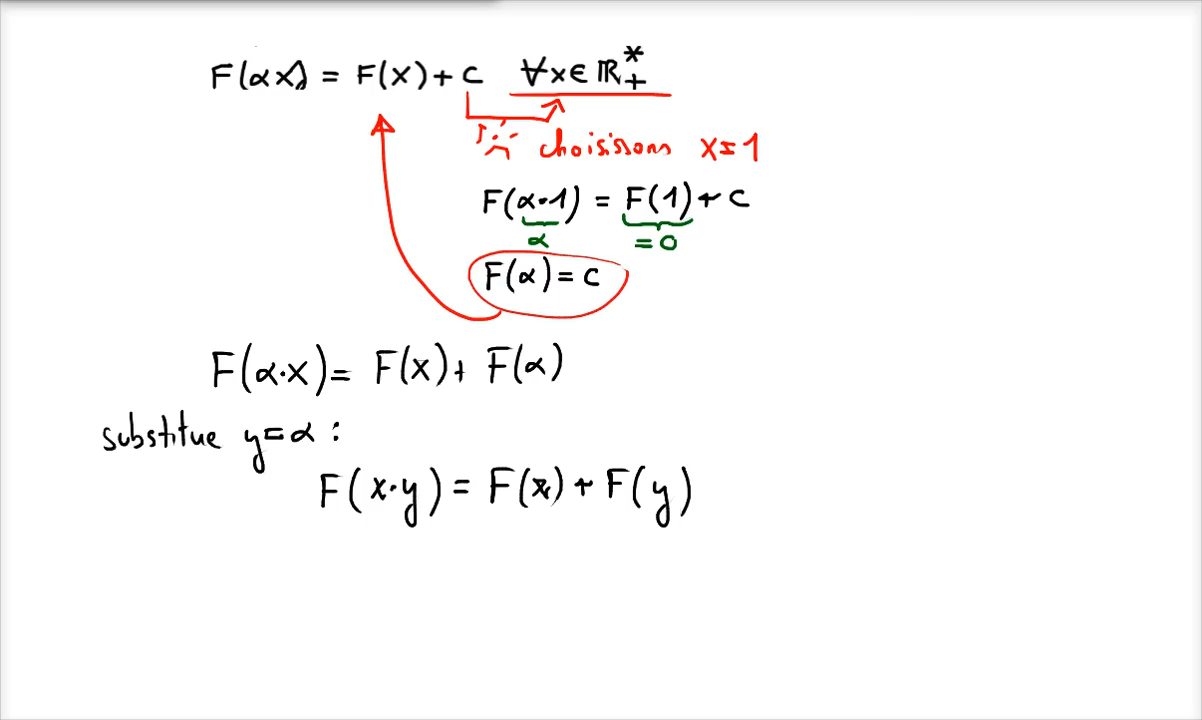 F(αx) = F(x) + c ∀x∈ℝ₊*
choisissons x=1
F(α·1) = F(1) + c
α =0
F(α) = c
F(α·x) = F(x) + F(α)
substitue y=α :
F(x·y) = F(x) + F(y)